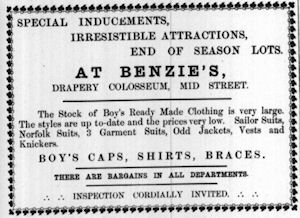 SPECIAL INDUCEMENTS,
IRRESISTIBLE ATTRACTIONS,
END OF SEASON LOTS.
AT BENZIE'S,
DRAPERY COLOSSEUM, MID STREET.
The Stock of Boy's Ready Made Clothing is very large.
The styles are up to-date and the prices very low. Sailor Suits,
Norfolk Suits, 3 Garment Suits, Odd Jackets, Vests and
Knickers.
BOY'S CAPS, SHIRTS, BRACES.
THERE ARE BARGAINS IN ALL DEPARTMENTS.
∴ ∴ INSPECTION CORDIALLY INVITED. ∴ ∴